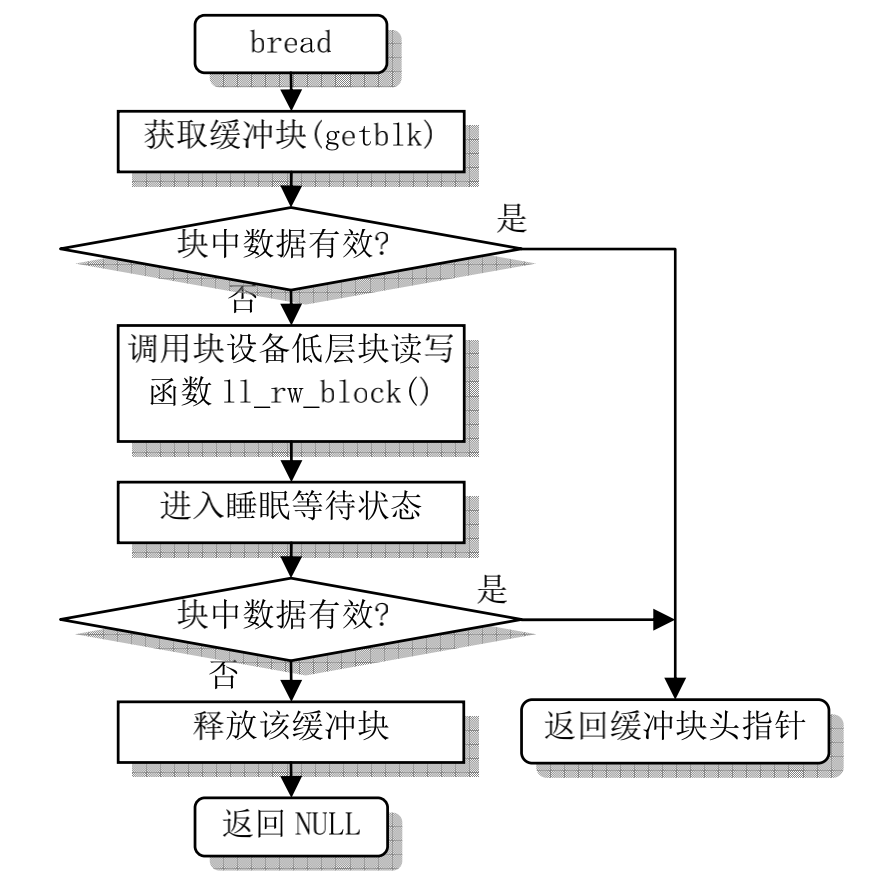 bread
获取缓冲块(getblk)
是
块中数据有效?
否
调用块设备低层块读写
函数 ll_rw_block()
进入睡眠等待状态
是
块中数据有效?
否
释放该缓冲块
返回缓冲块头指针
返回 NULL